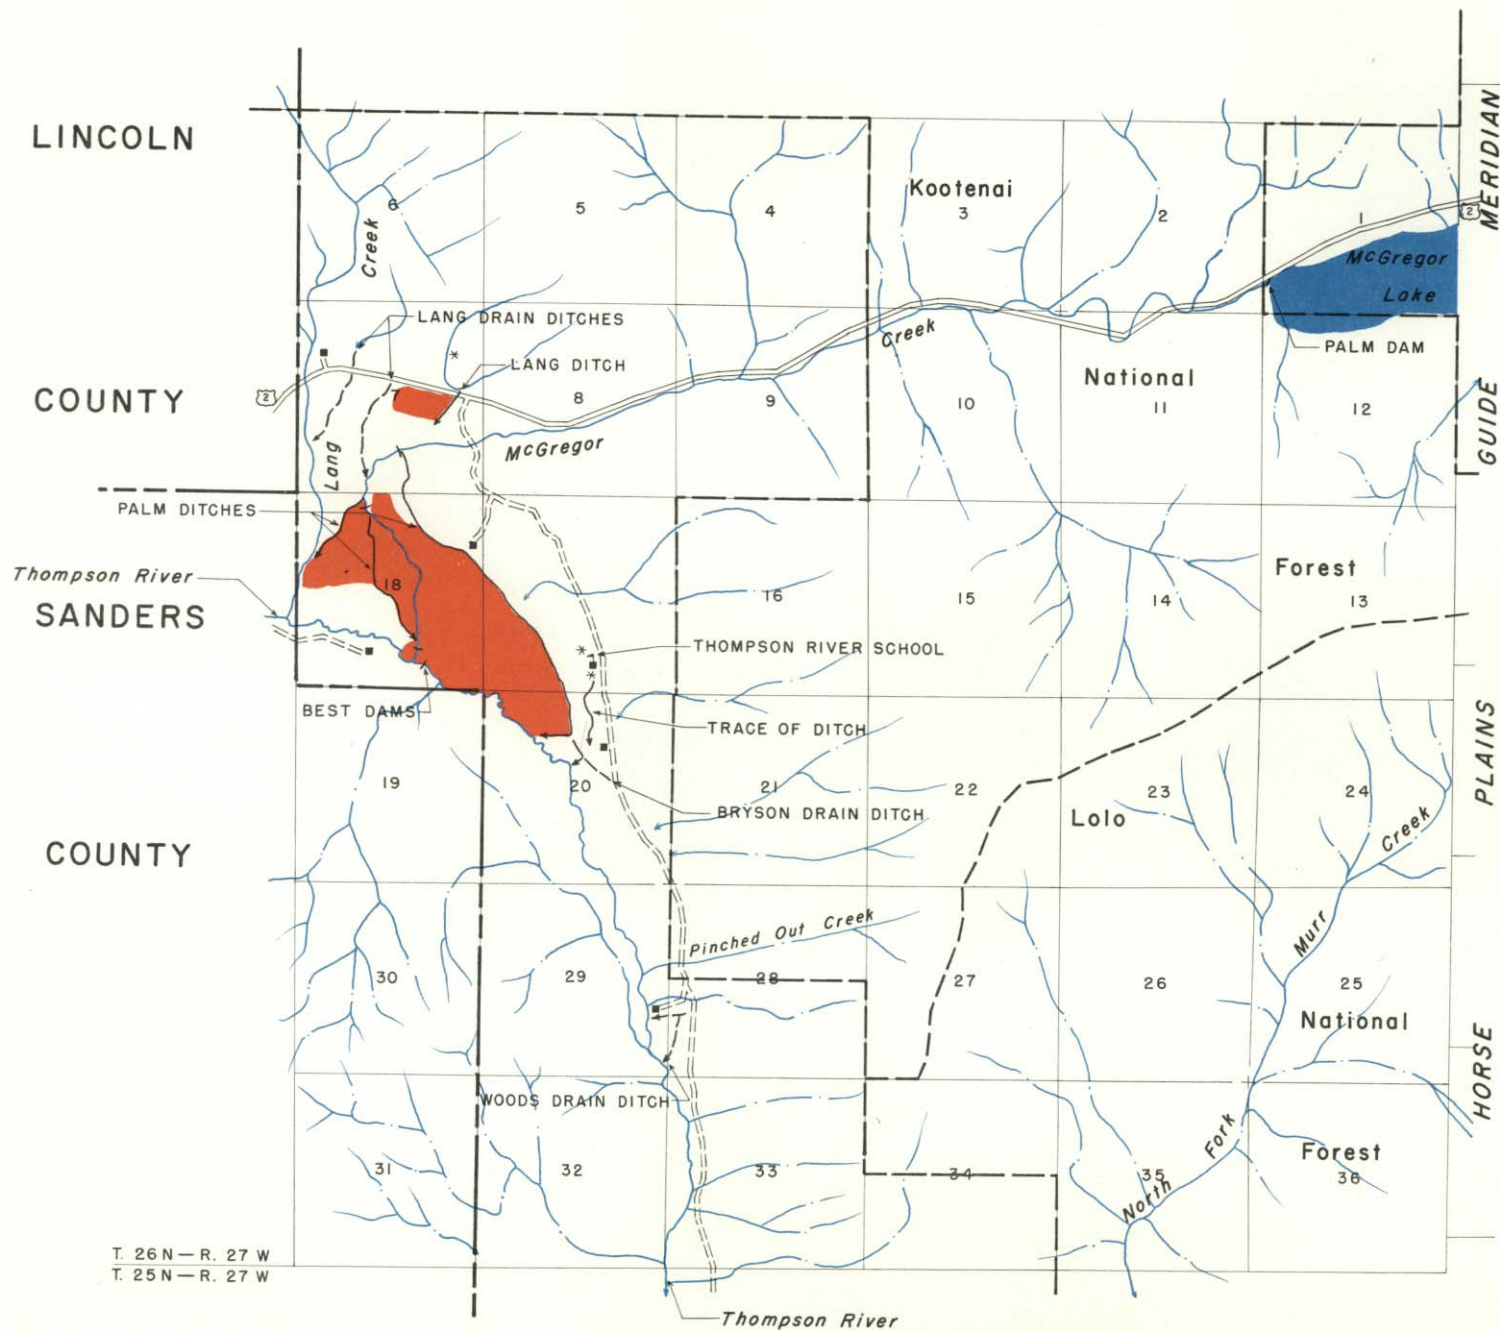 LINCOLN
COUNTY
SANDERS
COUNTY
MERIDIAN
GUIDE
PLAINS
HORSE
Kootenai
National
Forest
Lolo
National
Forest
6
5
4
3
2
1
8
9
10
11
12
18
16
15
14
13
19
20
21
22
23
24
30
29
28
27
26
25
31
32
33
34
35
36
2
2
Creek
Lang
McGregor
Creek
McGregor
Lake
PALM DAM
LANG DRAIN DITCHES
LANG DITCH
PALM DITCHES
Thompson River
THOMPSON RIVER SCHOOL
BEST DAMS
TRACE OF DITCH
BRYSON DRAIN DITCH
Pinched Out Creek
WOODS DRAIN DITCH
Murr
Creek
North
Fork
T. 26 N — R. 27 W
T. 25 N — R. 27 W
Thompson River